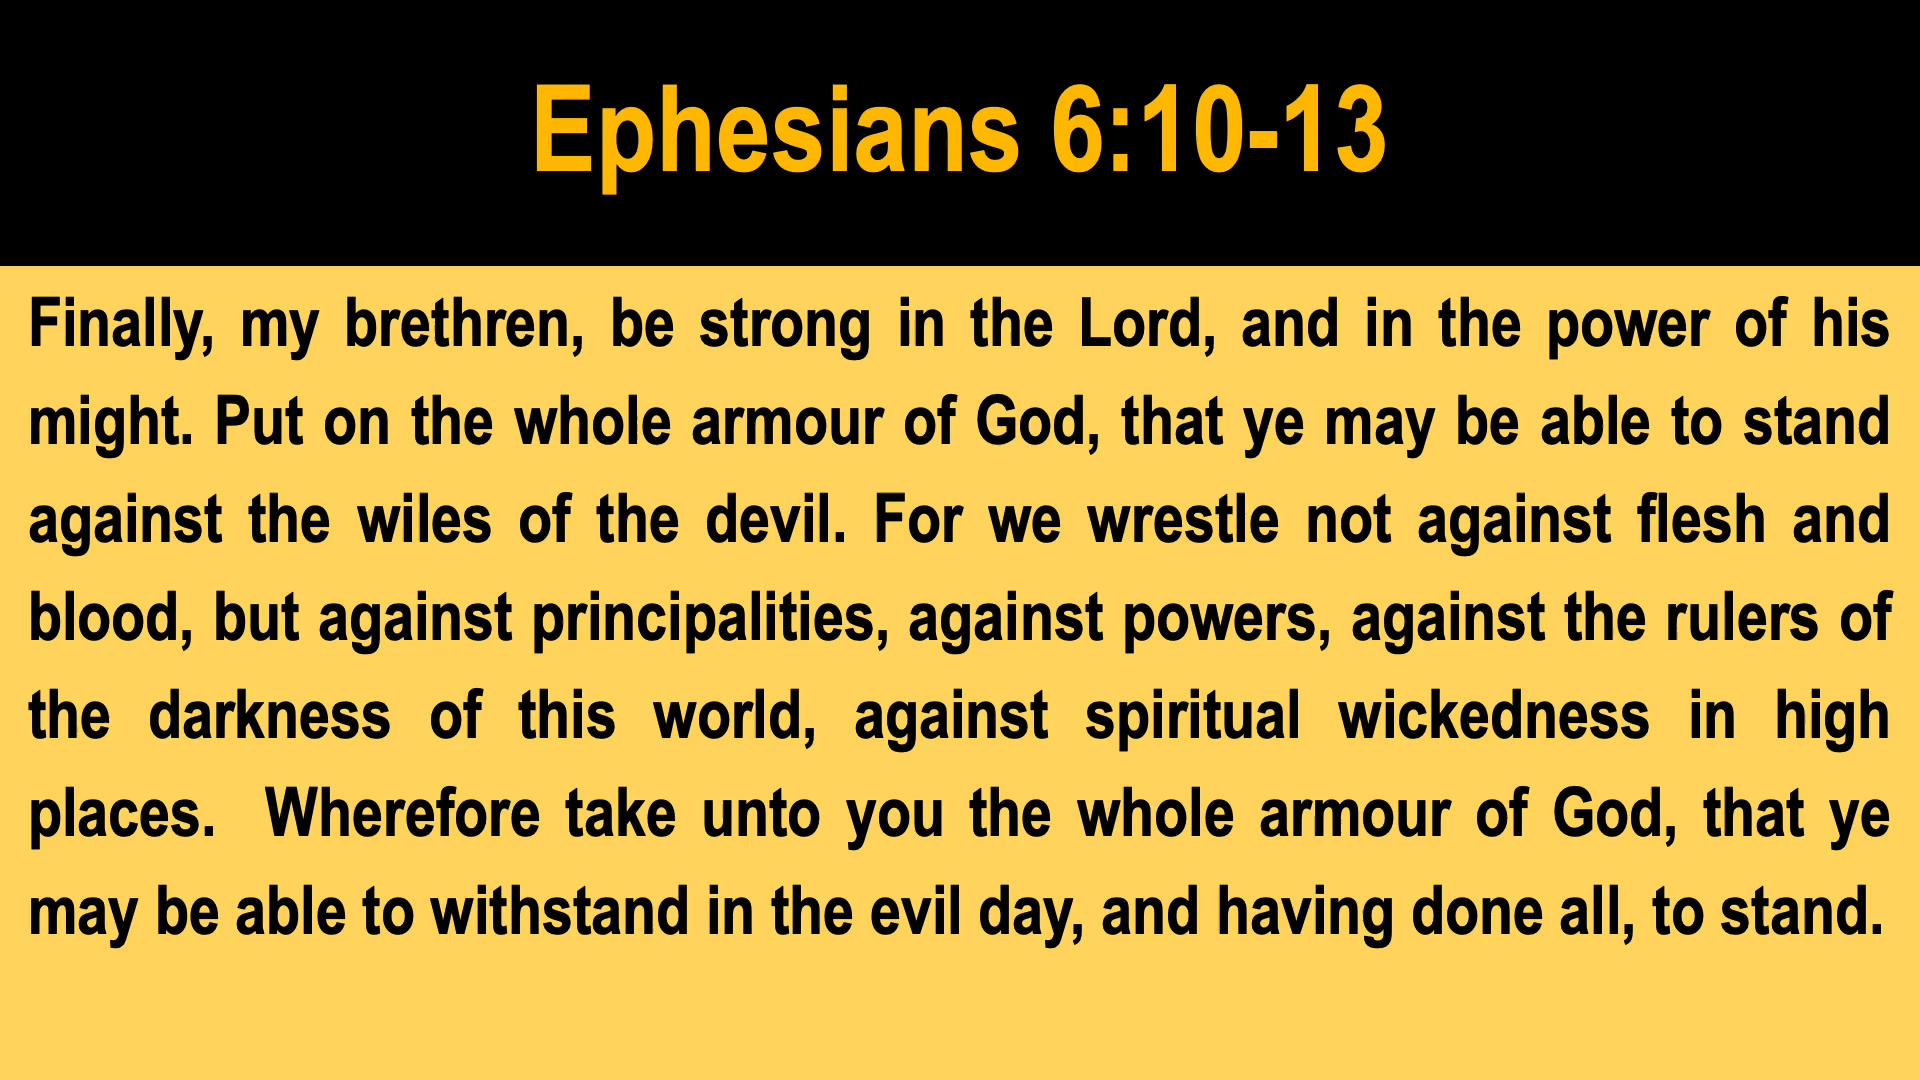 Ephesians 6:10-13
Finally, my brethren, be strong in the Lord, and in the power of his
might. Put on the whole armour of God, that ye may be able to stand
against the wiles of the devil. For we wrestle not against flesh and
blood, but against principalities, against powers, against the rulers of
the darkness of this world, against spiritual wickedness in high
places.  Wherefore take unto you the whole armour of God, that ye
may be able to withstand in the evil day, and having done all, to stand.